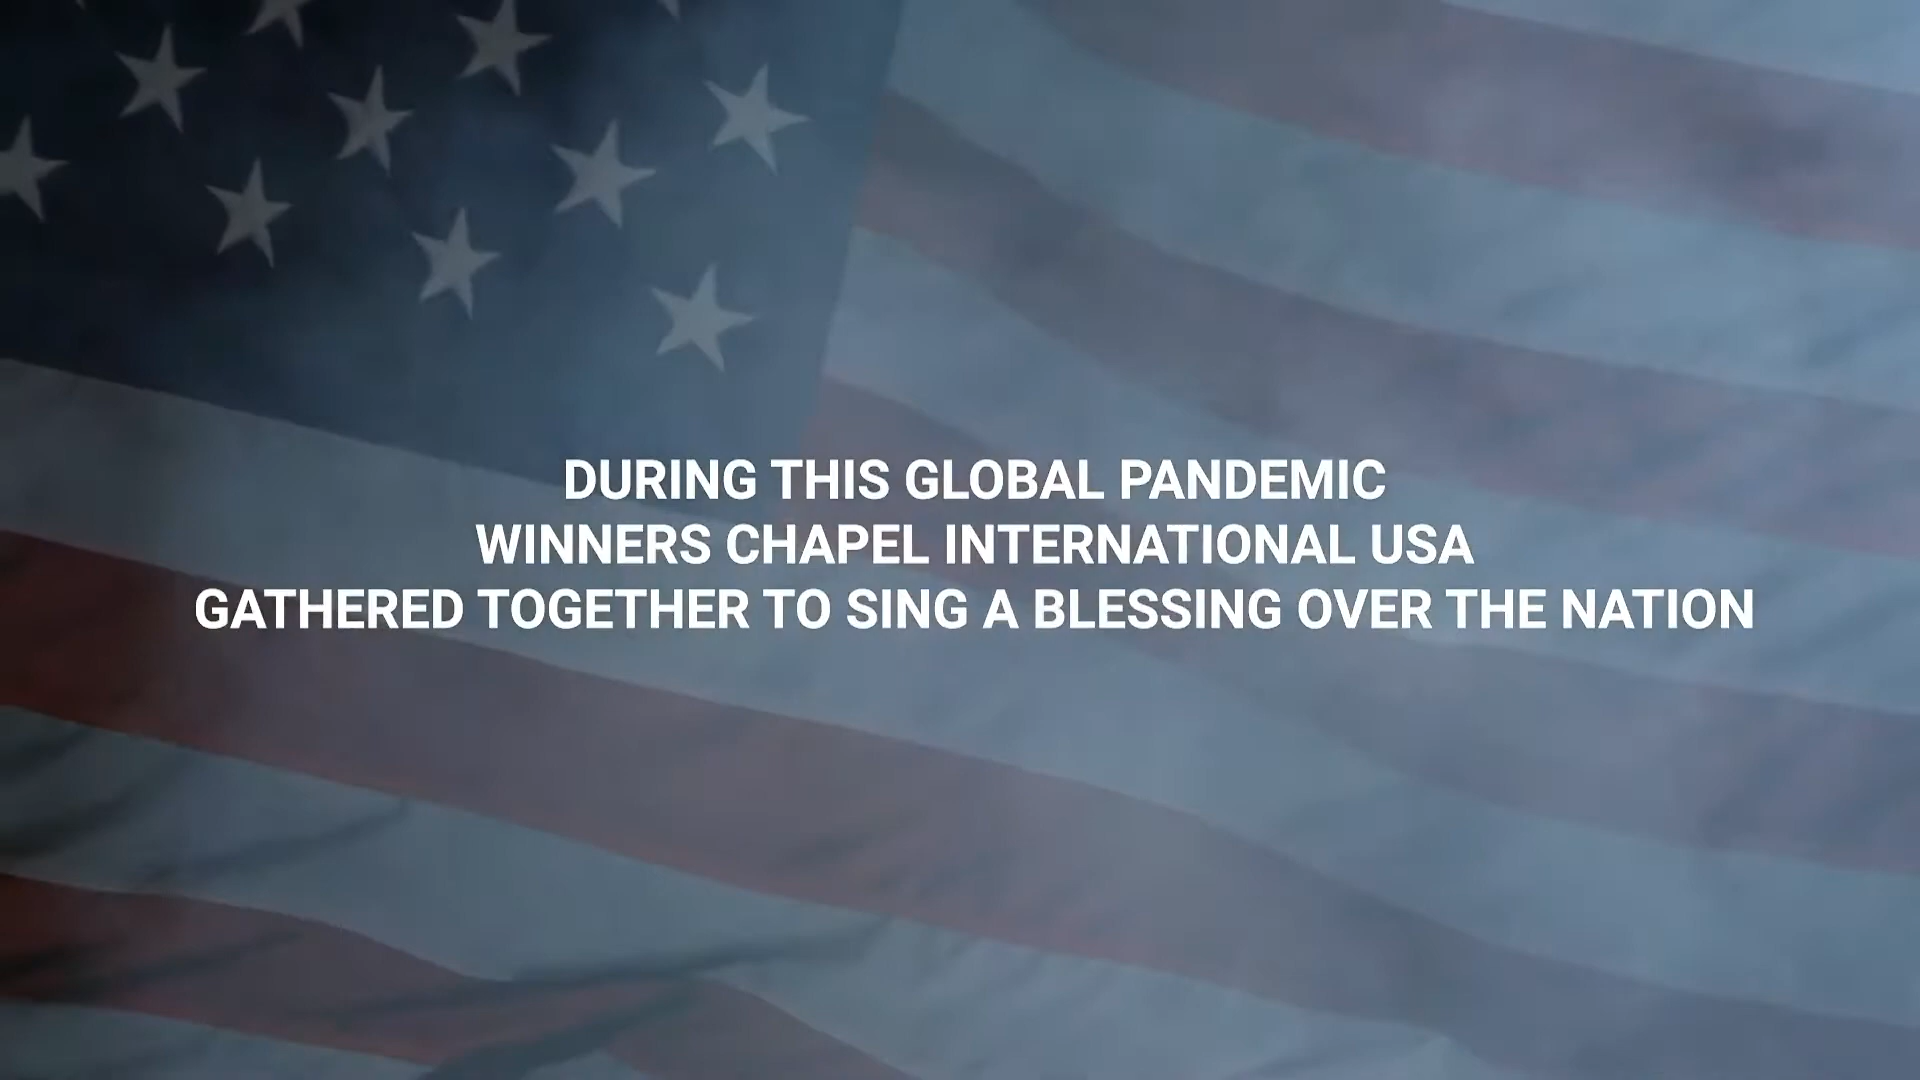 DURING THIS GLOBAL PANDEMIC
WINNERS CHAPEL INTERNATIONAL USA
GATHERED TOGETHER TO SING A BLESSING OVER THE NATION